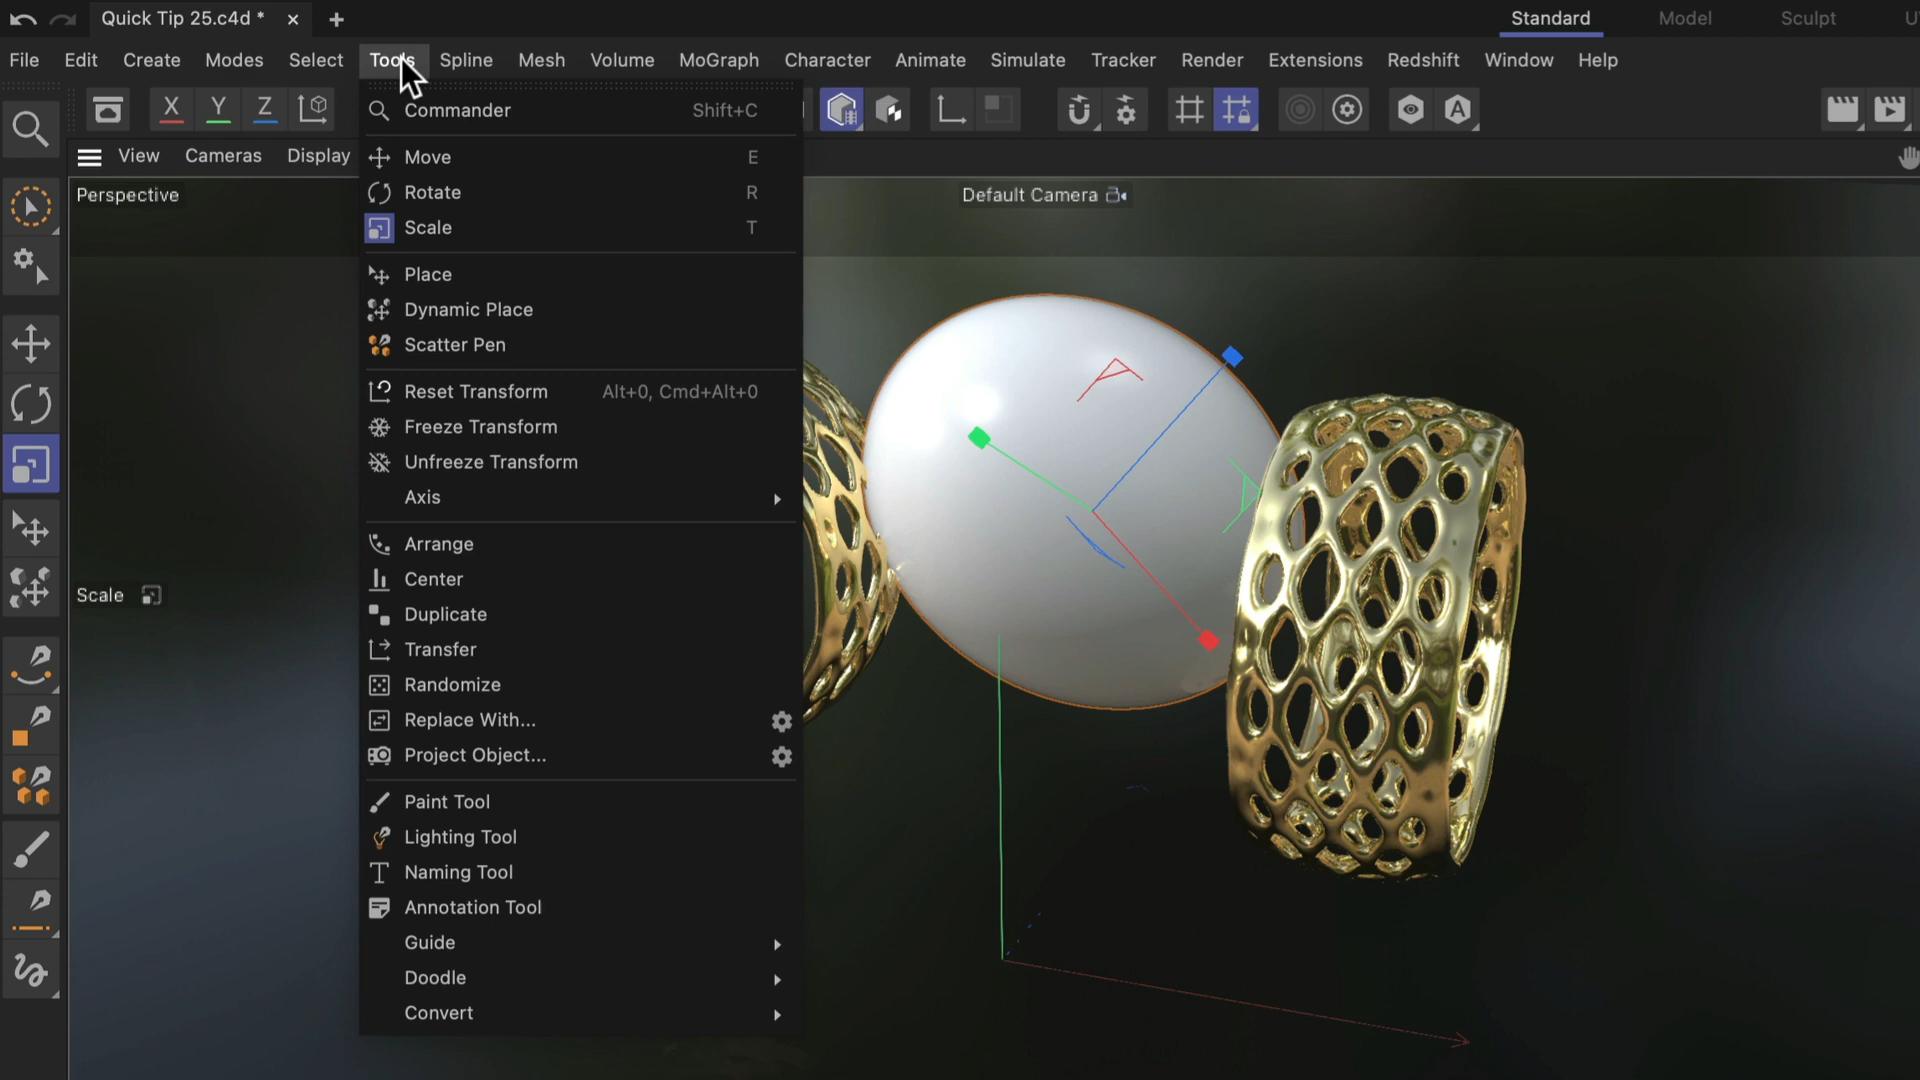 Quick Tip 25.c4d *
Standard
Model
Sculpt
File Edit Create Modes Select Tools Spline Mesh Volume MoGraph Character Animate Simulate Tracker Render Extensions Redshift Window Help
X Y Z
A
View Cameras Display
Perspective
Default Camera
Scale
Commander Shift+C
Move E
Rotate R
Scale T
Place
Dynamic Place
Scatter Pen
Reset Transform Alt+0, Cmd+Alt+0
Freeze Transform
Unfreeze Transform
Axis
Arrange
Center
Duplicate
Transfer
Randomize
Replace With...
Project Object...
Paint Tool
Lighting Tool
Naming Tool
Annotation Tool
Guide
Doodle
Convert